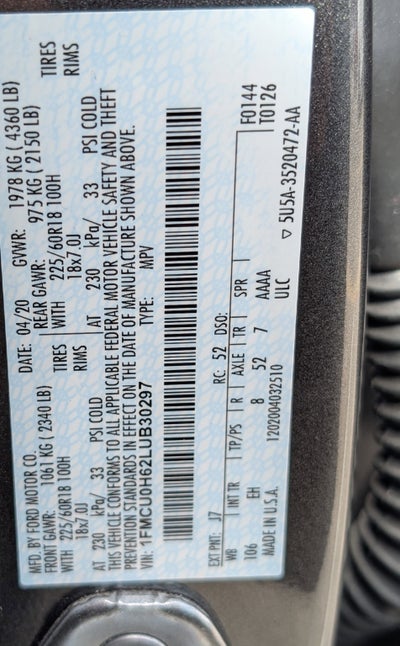 MFD. BY FORD MOTOR CO. DATE: 04/20 GVWR: 1978 KG ( 4360 LB)
FRONT GAWR: 1061 KG ( 2340 LB) REAR GAWR: 975 KG ( 2150 LB)
WITH 225/60R18 100H TIRES WITH 225/60R18 100H TIRES
18x7.0J RIMS 18x7.0J RIMS
AT 230 kPa/ 33 PSI COLD AT 230 kPa/ 33 PSI COLD
THIS VEHICLE CONFORMS TO ALL APPLICABLE FEDERAL MOTOR VEHICLE SAFETY AND THEFT
PREVENTION STANDARDS IN EFFECT ON THE DATE OF MANUFACTURE SHOWN ABOVE.
VIN: 1FMCU0H62LUB30297 TYPE: MPV
EXT PNT: J7 RC: 52 DSO: F0144
WB INT TR TP/PS R AXLE TR SPR T0126
106 EH 8 52 7 AAAA
MADE IN U.S.A. 1202004032510 ULC
▽ 5U5A-3520472-AA